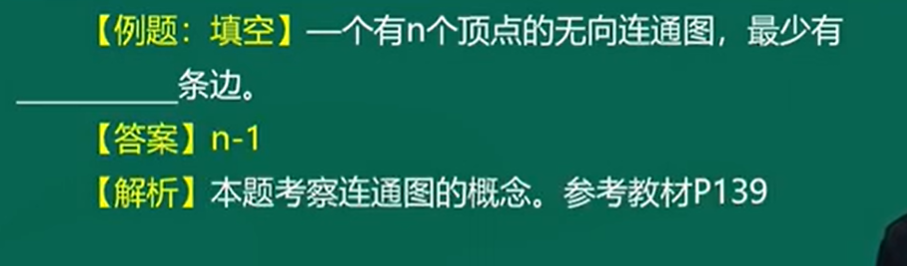 【例题：填空】一个有n个顶点的无向连通图，最少有
__________条边。
【答案】n-1
【解析】本题考察连通图的概念。参考教材P139